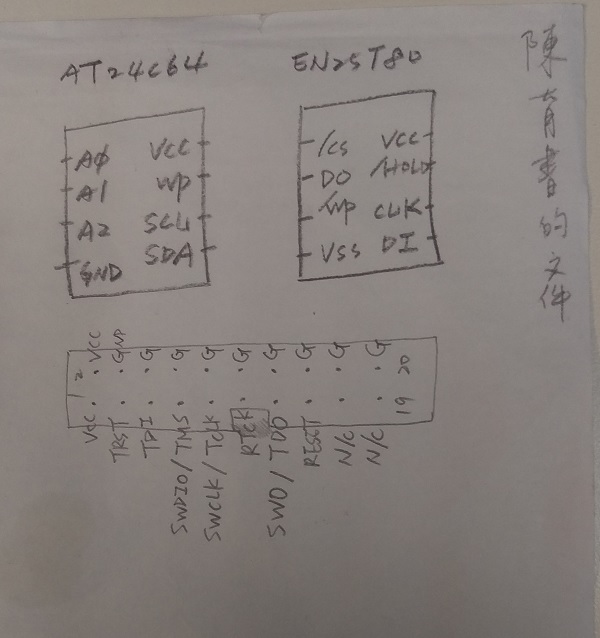 AT24C64
EN25T80
陳青書的文件
A0 VCC
A1 WP
A2 SCL
GND SDA
/CS VCC
DO /HOLD
/WP CLK
VSS DI
2 VCC GND G G G G G G G G 20
1 19
VCC TRST TDI SWDIO/TMS SWCLK/TCK RTCK SWO/TDO RESET N/C N/C